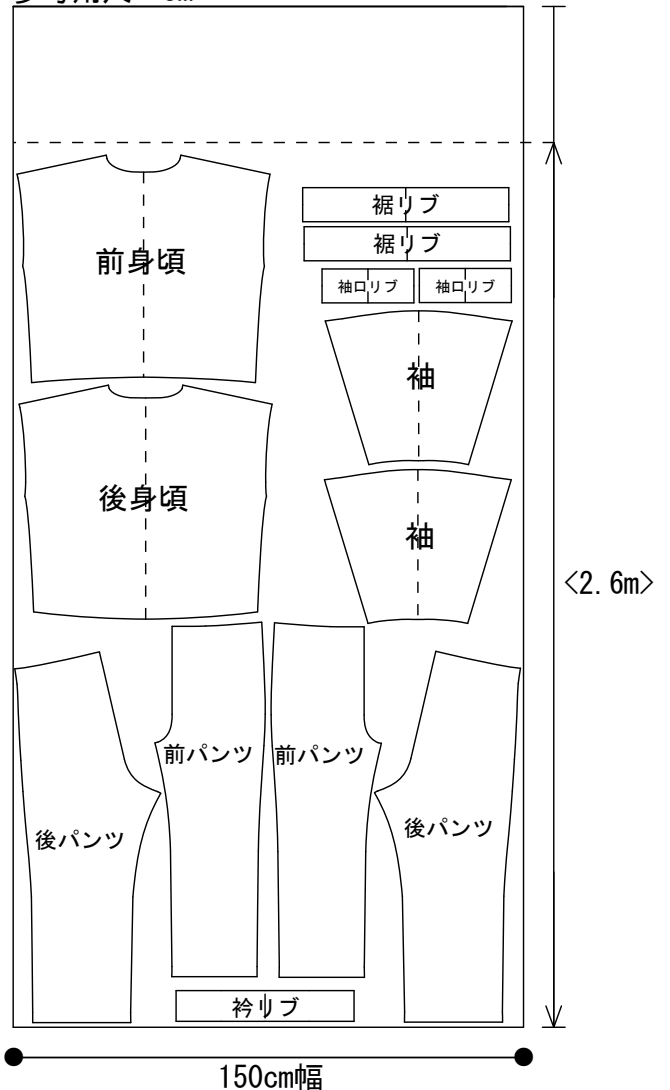 裾リブ
前身頃
裾リブ
袖口リブ 袖口リブ
袖
後身頃
袖
<2.6m>
前パンツ 前パンツ
後パンツ 後パンツ
衿リブ
150cm幅